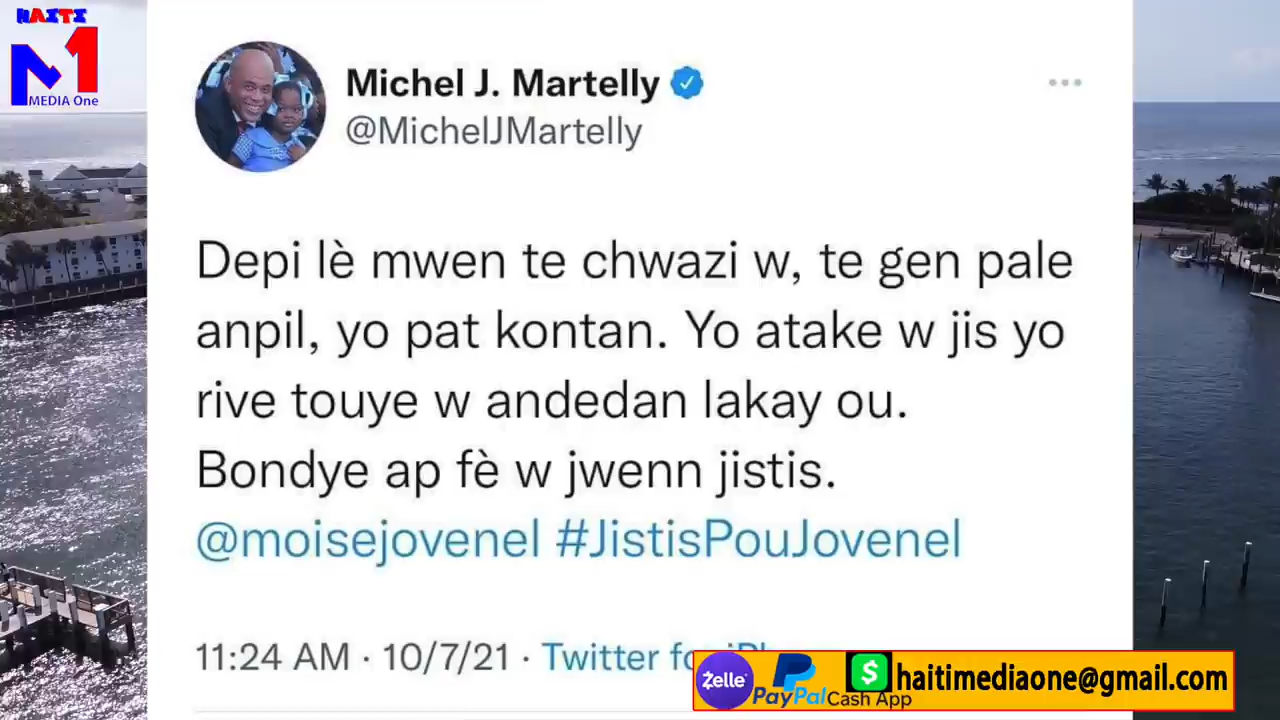 HAITI
M1
MEDIA One
Michel J. Martelly
@MichelJMartelly
Depi lè mwen te chwazi w, te gen pale
anpil, yo pat kontan. Yo atake w jis yo
rive touye w andedan lakay ou.
Bondye ap fè w jwenn jistis.
@moisejovenel #JistisPouJovenel
11:24 AM · 10/7/21 · Twitter
Zelle
PayPal
$
Cash App
haitimediaone@gmail.com